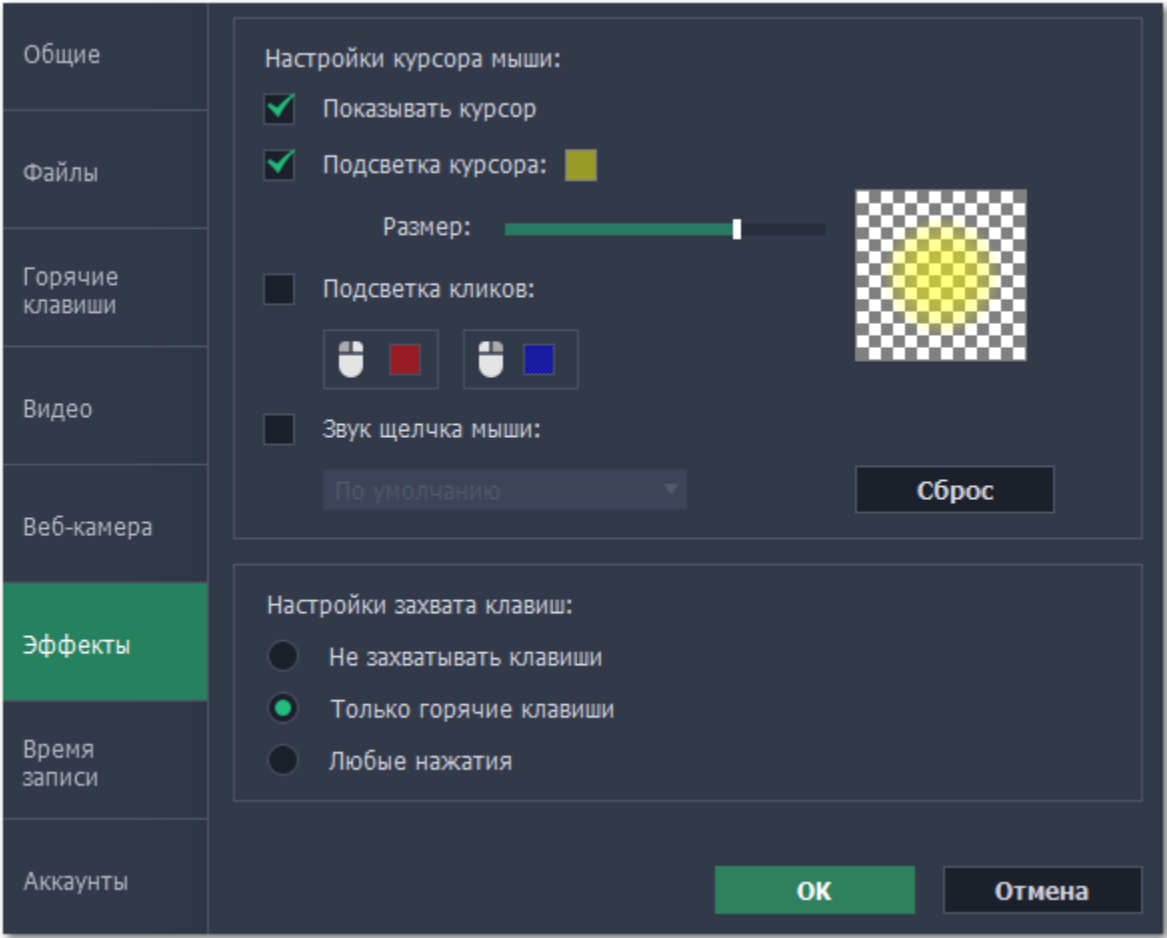 Общие
Файлы
Горячие
клавиши
Видео
Веб-камера
Эффекты
Время
записи
Аккаунты
Настройки курсора мыши:
Показывать курсор
Подсветка курсора:
Размер:
Подсветка кликов:
Звук щелчка мыши:
По умолчанию
Сброс
Настройки захвата клавиш:
Не захватывать клавиши
Только горячие клавиши
Любые нажатия
ОК
Отмена